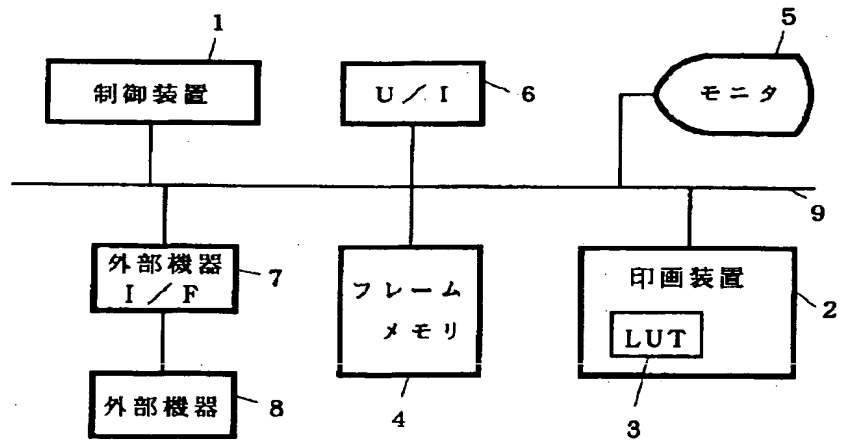 1
制御装置
U/I
6
5
モニタ
9
外部機器
I/F
7
フレーム
メモリ
4
印画装置
2
LUT
3
外部機器
8